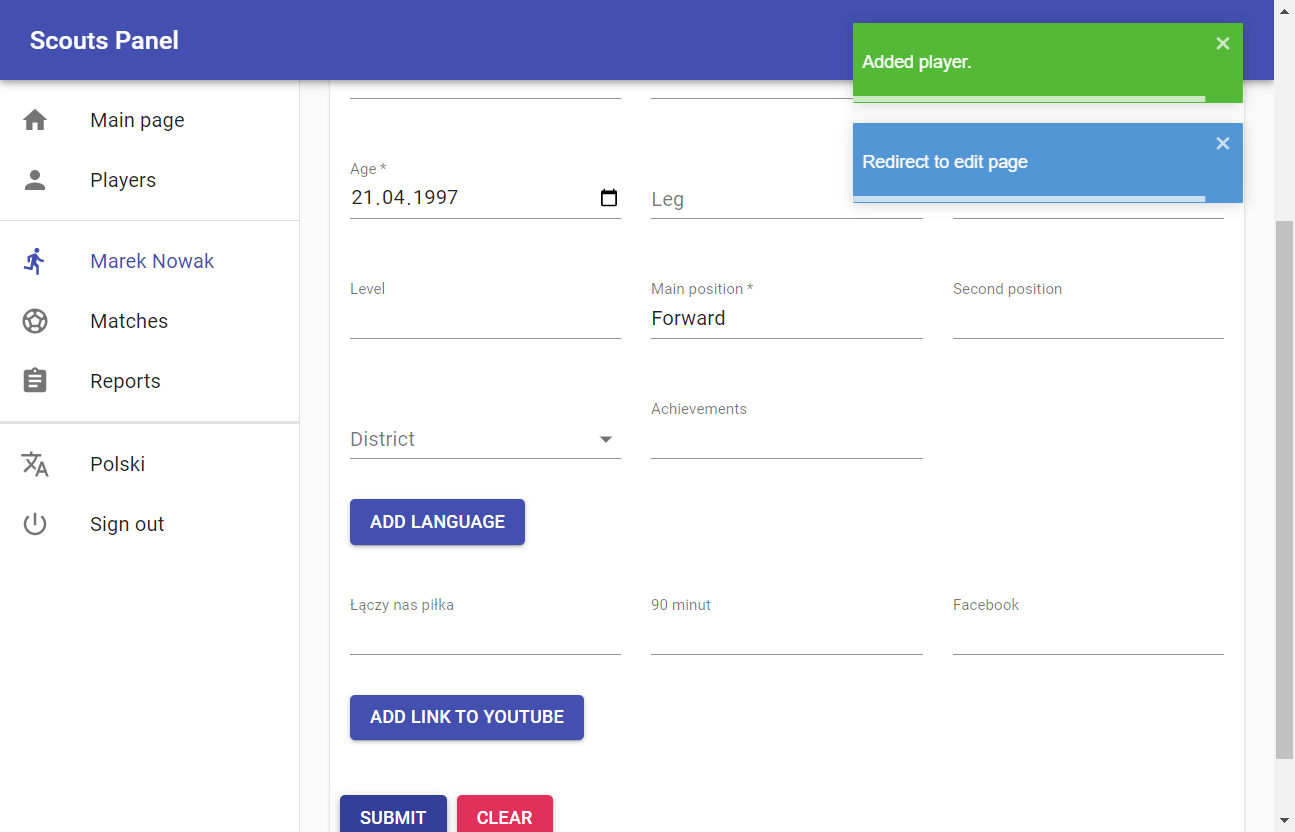 Scouts Panel
Added player.
Redirect to edit page
Main page
Players
Marek Nowak
Matches
Reports
Polski
Sign out
Age *
21.04.1997
Leg
Level
Main position *
Forward
Second position
District
Achievements
ADD LANGUAGE
Łączy nas piłka
90 minut
Facebook
ADD LINK TO YOUTUBE
SUBMIT
CLEAR